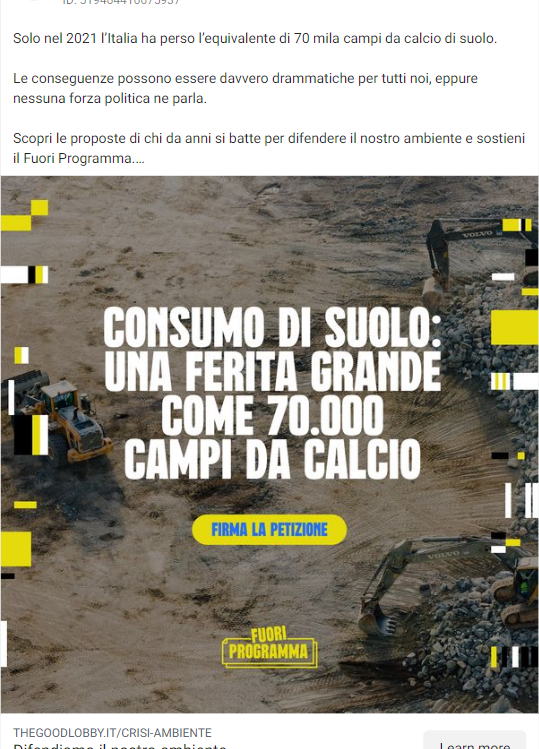 Solo nel 2021 l’Italia ha perso l’equivalente di 70 mila campi da calcio di suolo.
Le conseguenze possono essere davvero drammatiche per tutti noi, eppure
nessuna forza politica ne parla.
Scopri le proposte di chi da anni si batte per difendere il nostro ambiente e sostieni
il Fuori Programma....
VOLVO
CONSUMO DI SUOLO:
UNA FERITA GRANDE
COME 70.000
CAMPI DA CALCIO
FIRMA LA PETIZIONE
VOLVO
FUORI
PROGRAMMA
THEGOODLOBBY.IT/CRISI-AMBIENTE
Difendiamo il nostro ambiente
Learn more